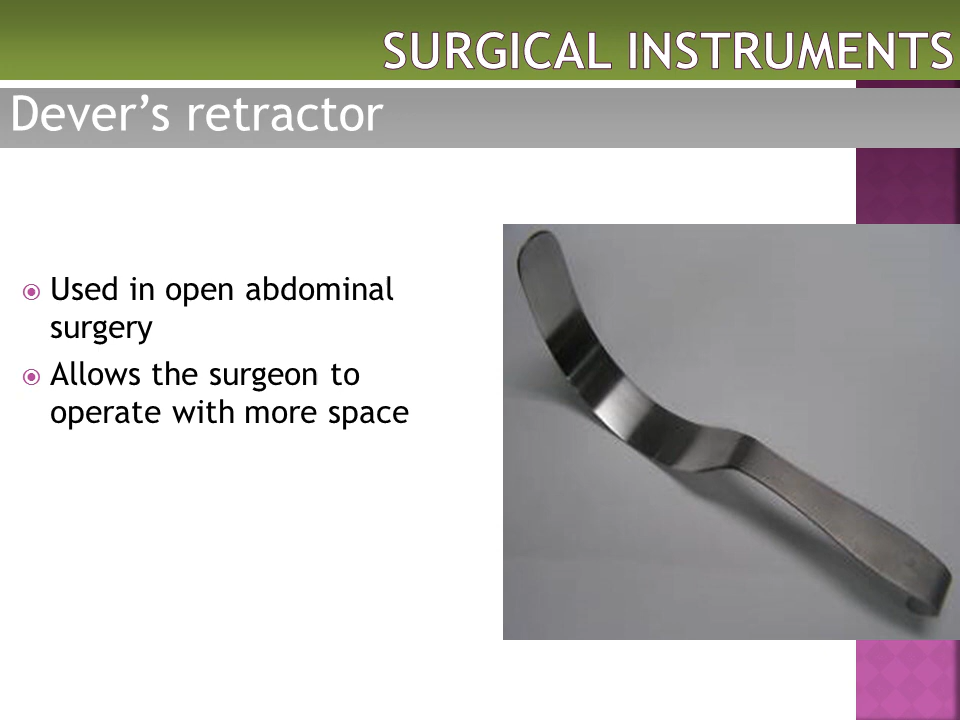 SURGICAL INSTRUMENTS
Dever’s retractor
Used in open abdominal
surgery
Allows the surgeon to
operate with more space